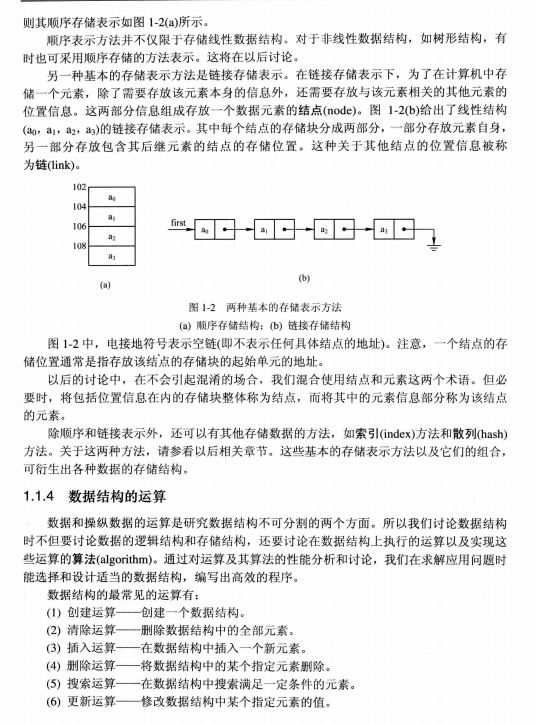 则其顺序存储表示如图 1-2(a)所示。
顺序表示方法并不仅限于存储线性数据结构。对于非线性数据结构，如树形结构，有
时也可采用顺序存储的方法表示。这将在以后讨论。
另一种基本的存储表示方法是链接存储表示。在链接存储表示下，为了在计算机中存
储一个元素，除了需要存放该元素本身的信息外，还需要存放与该元素相关的其他元素的
位置信息。这两部分信息组成存放一个数据元素的结点(node)。图 1-2(b)给出了线性结构
(a₀，a₁，a₂，a₃)的链接存储表示。其中每个结点的存储块分成两部分，一部分存放元素自身，
另一部分存放包含其后继元素的结点的存储位置。这种关于其他结点的位置信息被称
为链(link)。
102
a₀
104
a₁
106
a₂
108
a₃
(a)
first
a₀
a₁
a₂
a₃
(b)
图 1-2 两种基本的存储表示方法
(a) 顺序存储结构；(b) 链接存储结构
图 1-2 中，电接地符号表示空链(即不表示任何具体结点的地址)。注意，一个结点的存
储位置通常是指存放该结点的存储块的起始单元的地址。
以后的讨论中，在不会引起混淆的场合，我们混合使用结点和元素这两个术语。但必
要时，将包括位置信息在内的存储块整体称为结点，而将其中的元素信息部分称为该结点
的元素。
除顺序和链接表示外，还可以有其他存储数据的方法，如索引(index)方法和散列(hash)
方法。关于这两种方法，请参看以后相关章节。这些基本的存储表示方法以及它们的组合，
可衍生出各种数据的存储结构。
1.1.4 数据结构的运算
数据和操纵数据的运算是研究数据结构不可分割的两个方面。所以我们讨论数据结构
时不但要讨论数据的逻辑结构和存储结构，还要讨论在数据结构上执行的运算以及实现这
些运算的算法(algorithm)。通过对运算及其算法的性能分析和讨论，我们在求解应用问题时
能选择和设计适当的数据结构，编写出高效的程序。
数据结构的最常见的运算有：
(1) 创建运算——创建一个数据结构。
(2) 清除运算——删除数据结构中的全部元素。
(3) 插入运算——在数据结构中插入一个新元素。
(4) 删除运算——将数据结构中的某个指定元素删除。
(5) 搜索运算——在数据结构中搜索满足一定条件的元素。
(6) 更新运算——修改数据结构中某个指定元素的值。